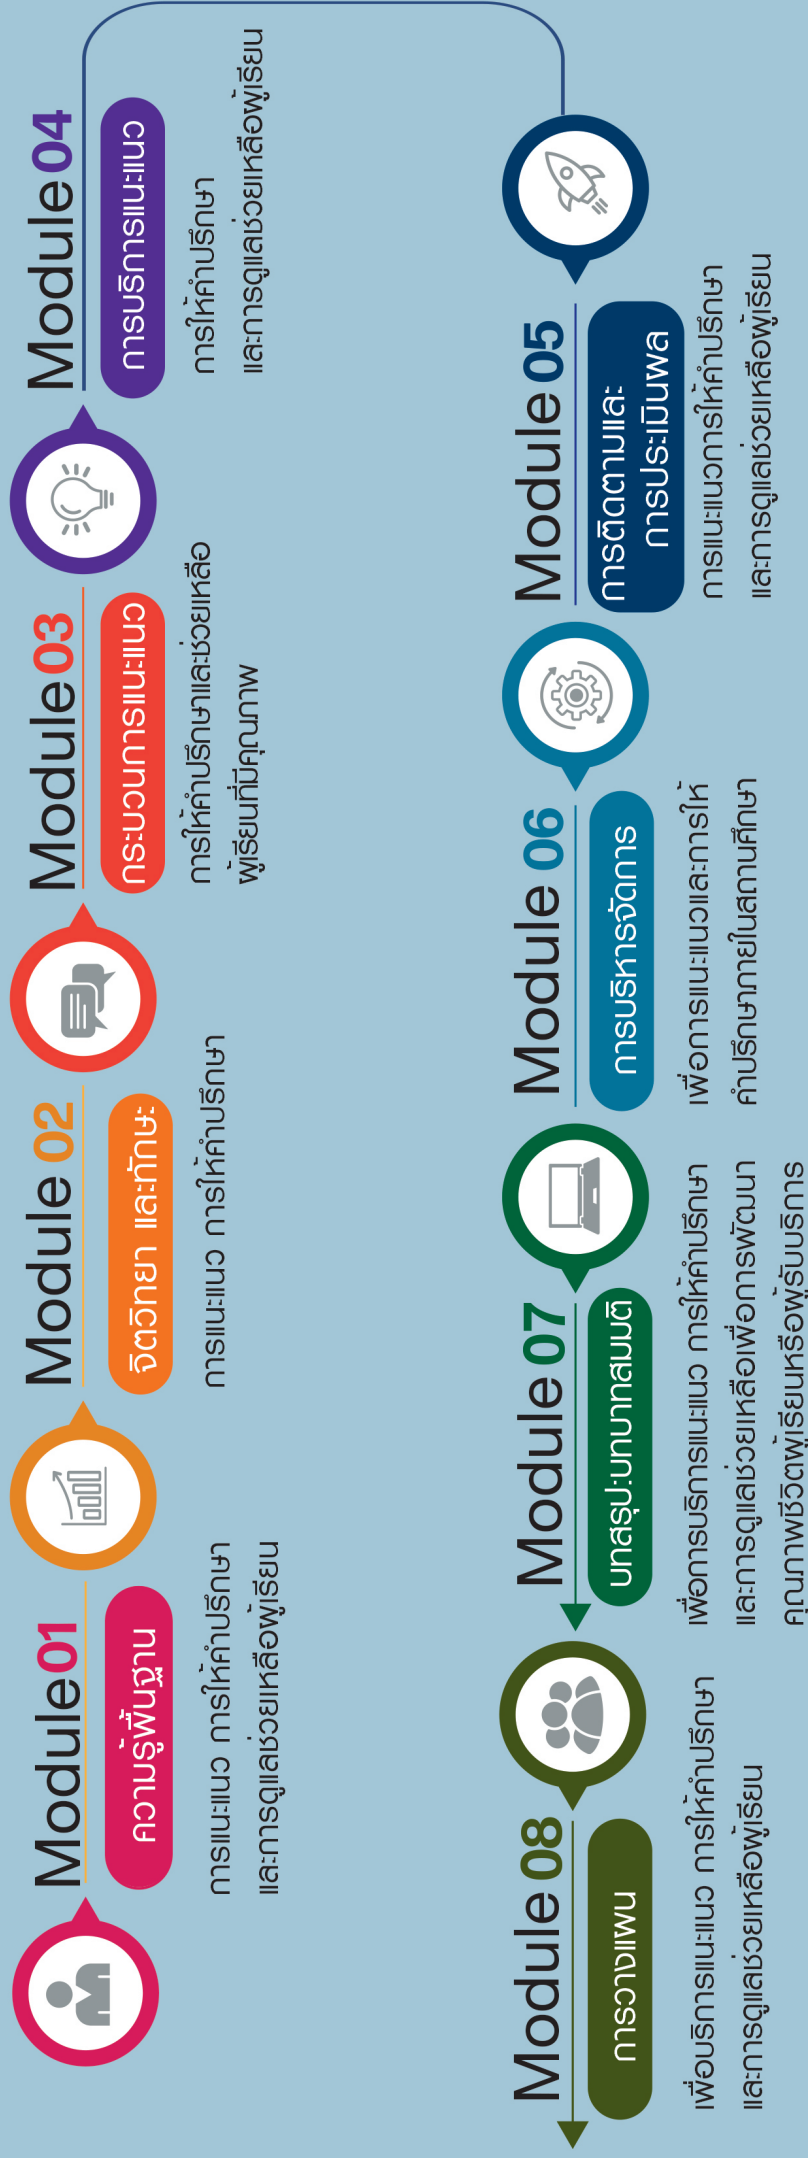 Module 01
ความรู้พื้นฐาน
การแนะแนว การให้คำปรึกษา
และการดูแลช่วยเหลือผู้เรียน
Module 02
จิตวิทยา และทักษะ
การแนะแนว การให้คำปรึกษา
Module 03
กระบวนการแนะแนว
การให้คำปรึกษาและช่วยเหลือ
ผู้เรียนที่มีคุณภาพ
Module 04
การบริการแนะแนว
การให้คำปรึกษา
และการดูแลช่วยเหลือผู้เรียน
Module 05
การติดตามและ
การประเมินผล
การแนะแนวการให้คำปรึกษา
และการดูแลช่วยเหลือผู้เรียน
Module 06
การบริหารจัดการ
เพื่อการแนะแนวและการให้
คำปรึกษาภายในสถานศึกษา
Module 07
บทสรุป:บทบาทสมมติ
เพื่อการบริการแนะแนว การให้คำปรึกษา
และการดูแลช่วยเหลือเพื่อการพัฒนา
คุณภาพชีวิตผู้เรียนหรือผู้รับบริการ
Module 08
การวางแผน
เพื่อบริการแนะแนว การให้คำปรึกษา
และการดูแลช่วยเหลือผู้เรียน